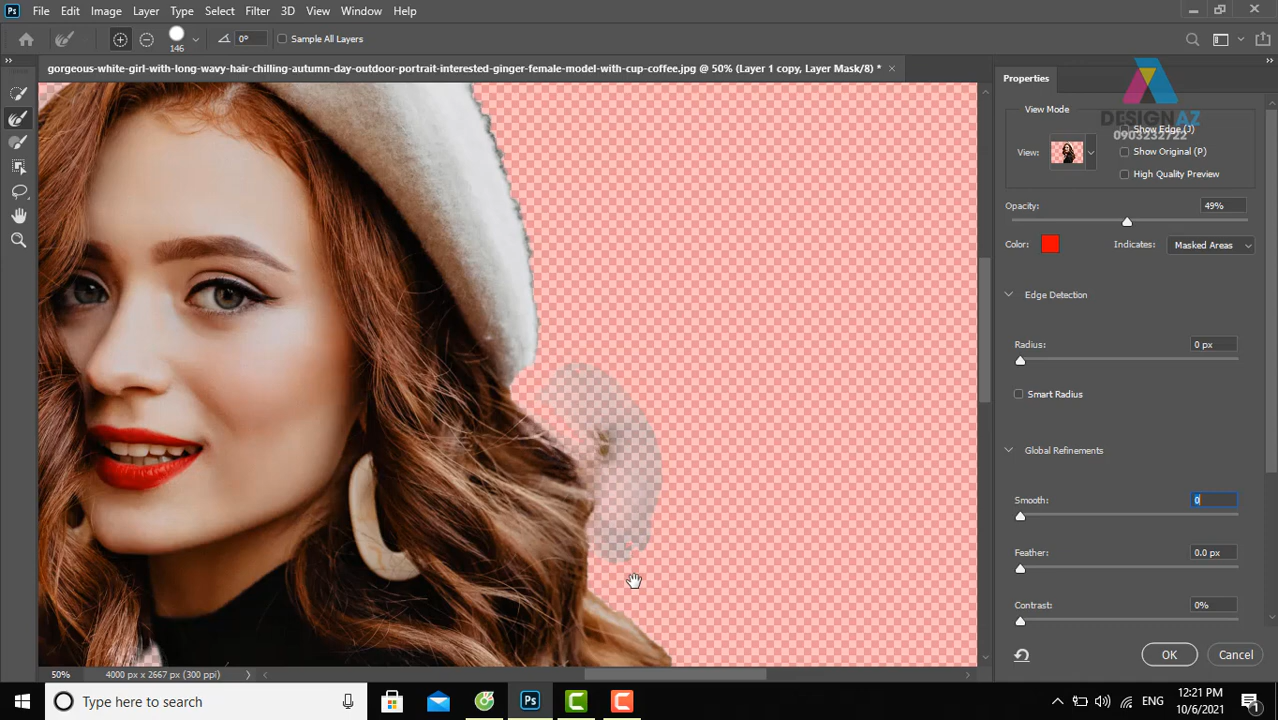 Ps File Edit Image Layer Type Select Filter 3D View Window Help
146 0° Sample All Layers
gorgeous-white-girl-with-long-wavy-hair-chilling-autumn-day-outdoor-portrait-interested-ginger-female-model-with-cup-coffee.jpg @ 50% (Layer 1 copy, Layer Mask/8) *
Properties
View Mode
DESIGNAZ
0903232722
Show Edge (J)
View:
Show Original (P)
High Quality Preview
Opacity: 49%
Color: Indicates: Masked Areas
Edge Detection
Radius: 0 px
Smart Radius
Global Refinements
Smooth: 0
Feather: 0.0 px
Contrast: 0%
OK Cancel
50% 4000 px x 2667 px (300 ppi)
Type here to search
Ps
ENG
12:21 PM
10/6/2021
1